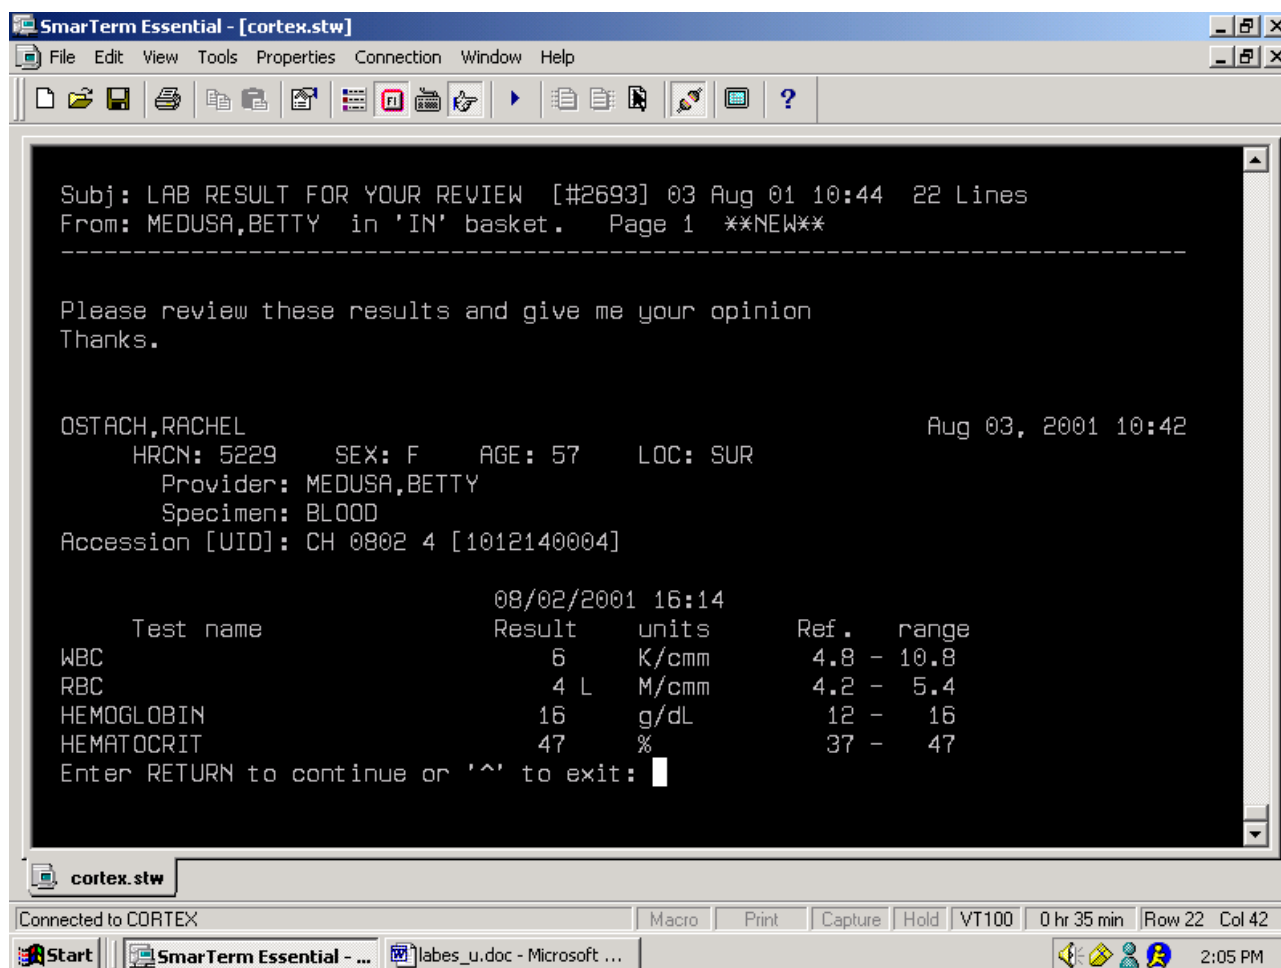 SmarTerm Essential - [cortex.stw]
File Edit View Tools Properties Connection Window Help
Subj: LAB RESULT FOR YOUR REVIEW [#2693] 03 Aug 01 10:44 22 Lines
From: MEDUSA,BETTY in 'IN' basket. Page 1 **NEW**
------------------------------------------------------------------------------
Please review these results and give me your opinion
Thanks.
OSTACH,RACHEL Aug 03, 2001 10:42
HRCN: 5229 SEX: F AGE: 57 LOC: SUR
Provider: MEDUSA,BETTY
Specimen: BLOOD
Accession [UID]: CH 0802 4 [1012140004]
08/02/2001 16:14
Test name Result units Ref. range
WBC 6 K/cmm 4.8 - 10.8
RBC 4 L M/cmm 4.2 - 5.4
HEMOGLOBIN 16 g/dL 12 - 16
HEMATOCRIT 47 % 37 - 47
Enter RETURN to continue or '^' to exit:
cortex.stw
Connected to CORTEX Macro Print Capture Hold VT100 0 hr 35 min Row 22 Col 42
Start SmarTerm Essential - ... labes_u.doc - Microsoft ... 2:05 PM